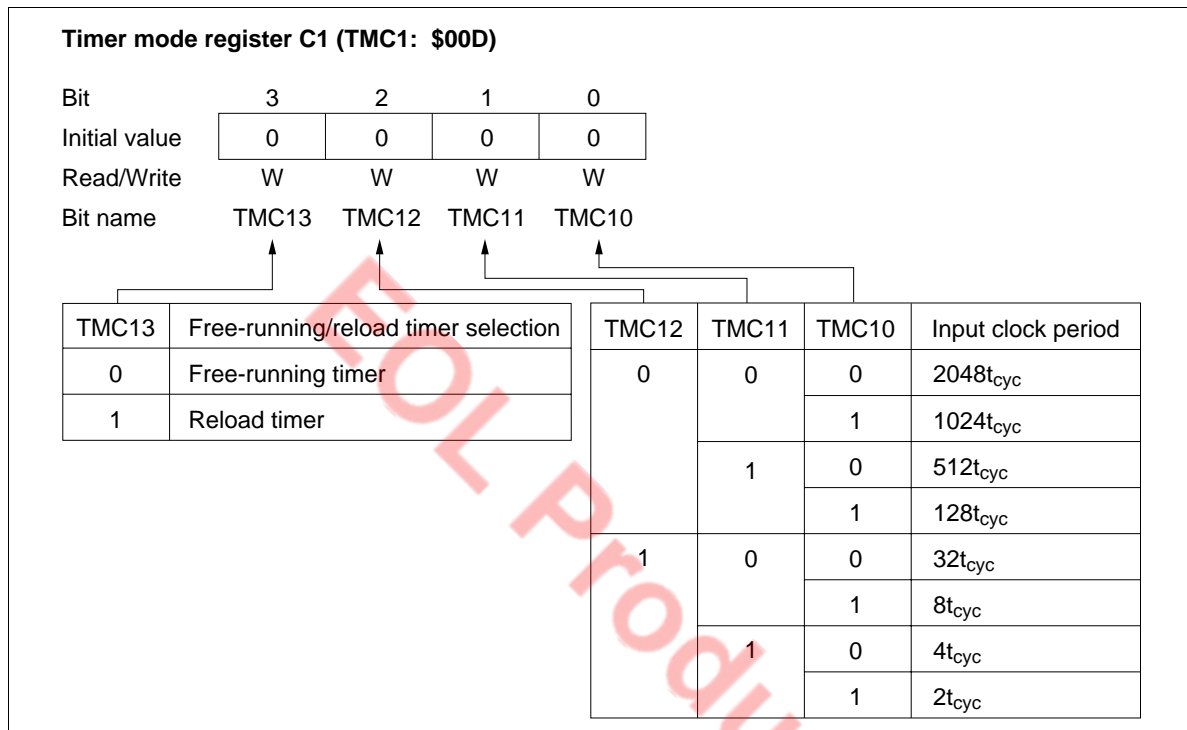 Timer mode register C1 (TMC1: $00D)
Bit 3 2 1 0
Initial value 0 0 0 0
Read/Write W W W W
Bit name TMC13 TMC12 TMC11 TMC10
TMC13 Free-running/reload timer selection
0 Free-running timer
1 Reload timer
TMC12 TMC11 TMC10 Input clock period
0 0 0 2048tcyc
1 1024tcyc
1 0 512tcyc
1 128tcyc
1 0 0 32tcyc
1 8tcyc
1 0 4tcyc
1 2tcyc
EOL Produ